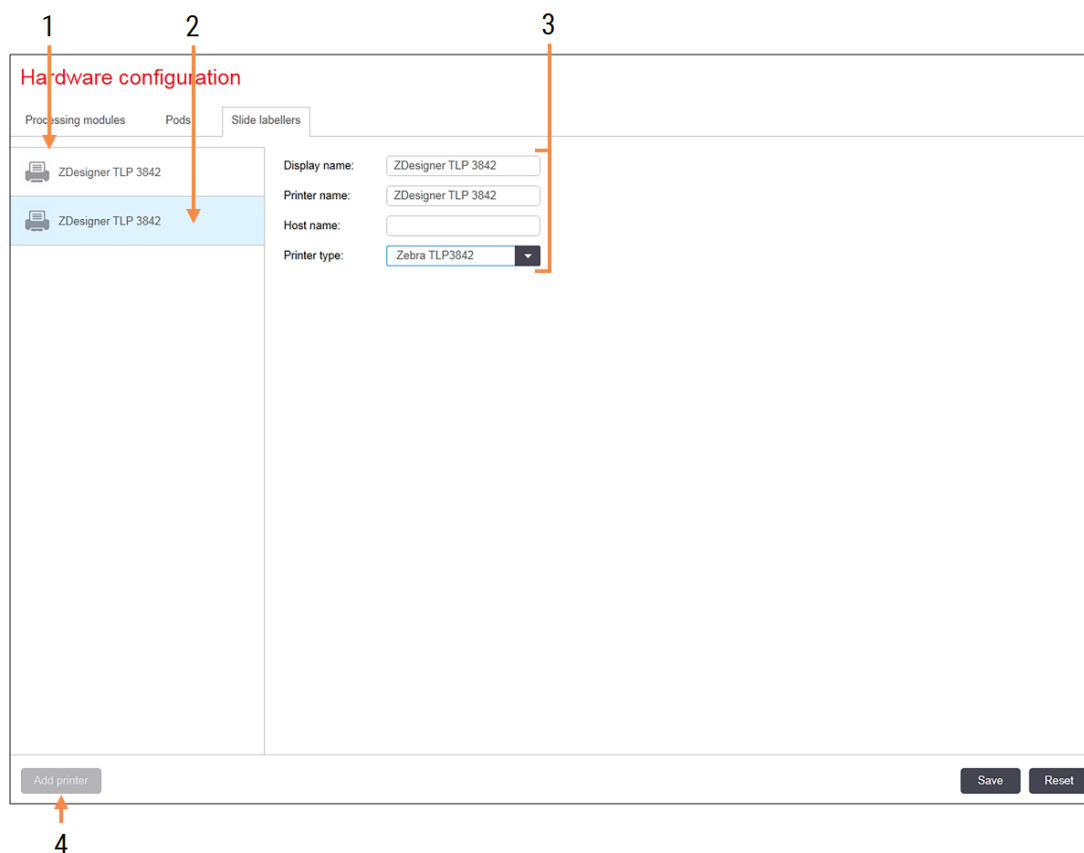 1 2 3
Hardware configuration
Processing modules Pods Slide labellers
ZDesigner TLP 3842
ZDesigner TLP 3842
Display name: ZDesigner TLP 3842
Printer name: ZDesigner TLP 3842
Host name:
Printer type: Zebra TLP3842
Add printer Save Reset
4